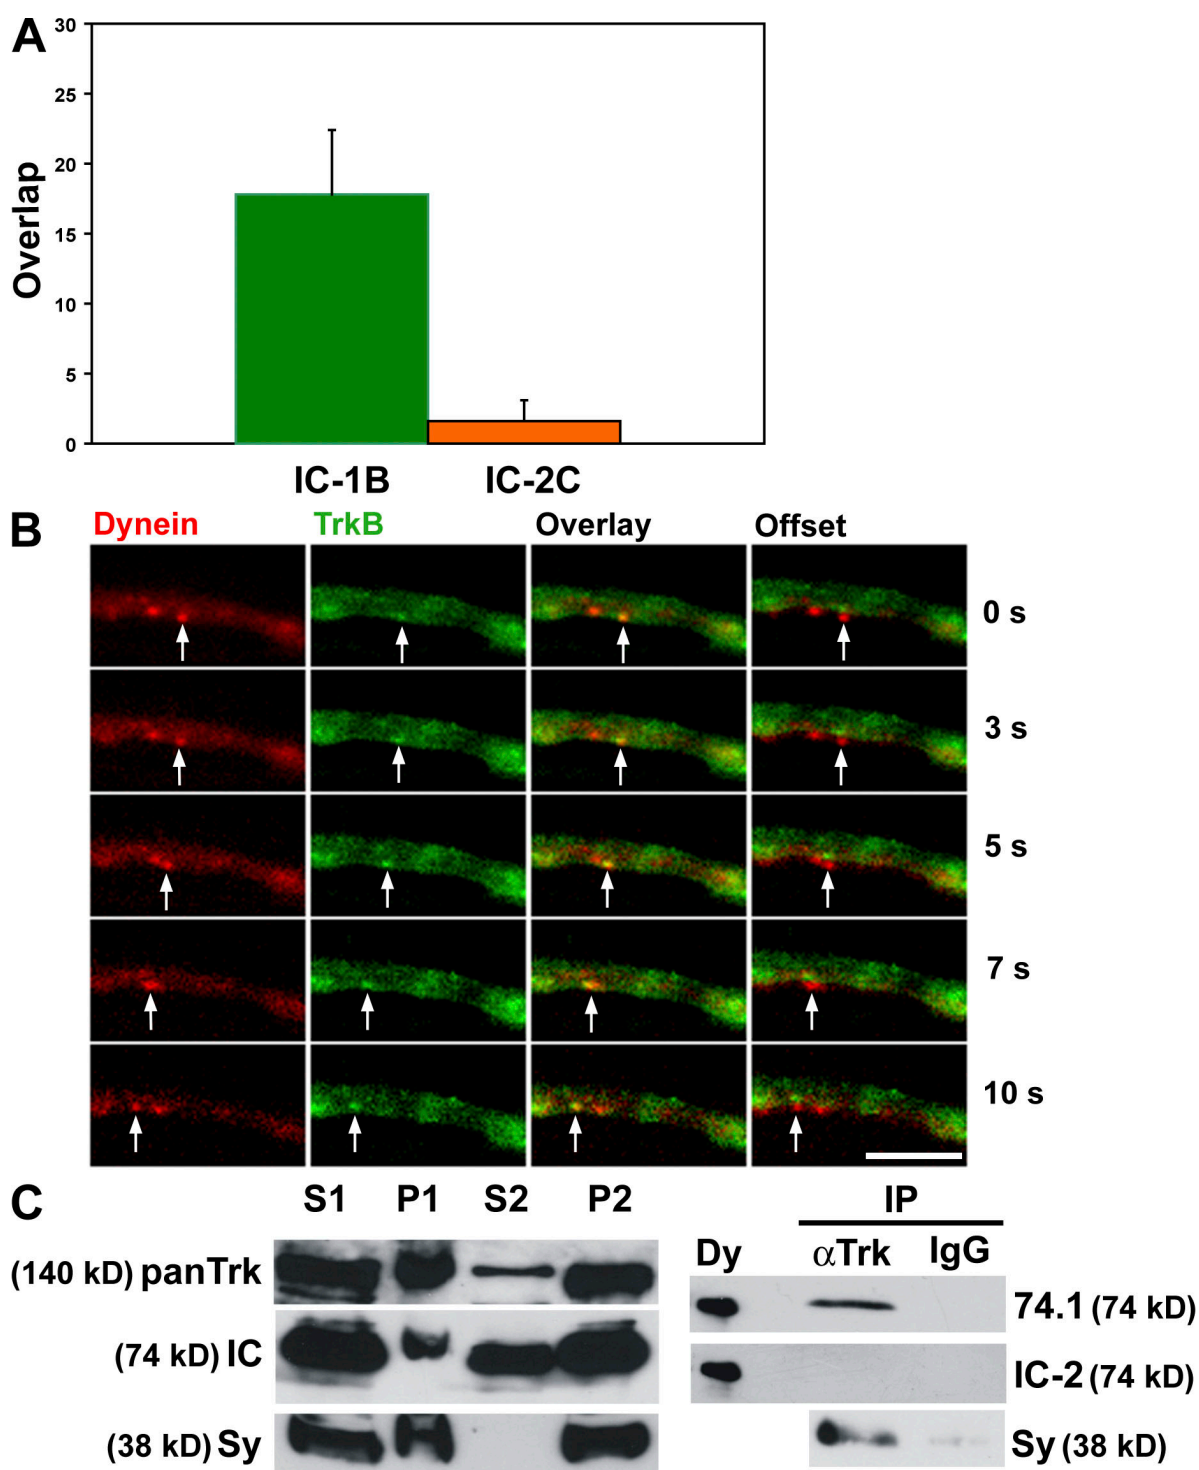 A
30
25
20
15
10
5
0
Overlap
IC-1B IC-2C
B
Dynein TrkB Overlay Offset
0 s
3 s
5 s
7 s
10 s
C
S1 P1 S2 P2
(140 kD) panTrk
(74 kD) IC
(38 kD) Sy
IP
Dy αTrk IgG
74.1 (74 kD)
IC-2 (74 kD)
Sy (38 kD)